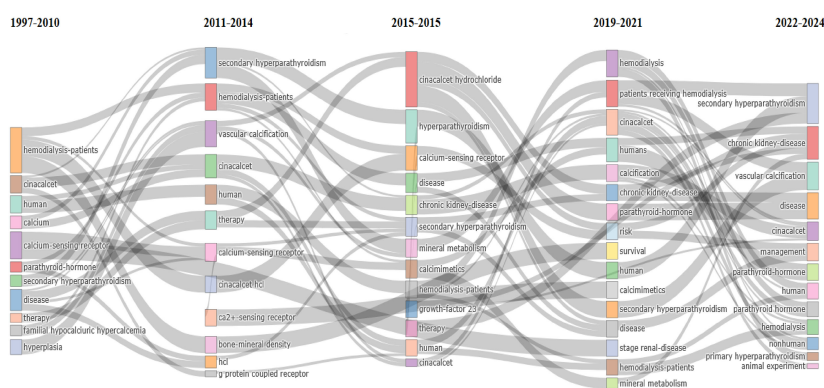 1997-2010
2011-2014
2015-2015
2019-2021
2022-2024
hemodialysis-patients
cinacalcet
human
calcium
calcium-sensing receptor
parathyroid-hormone
secondary hyperparathyroidism
disease
therapy
familial hypocalciuric hypercalcemia
hyperplasia
secondary hyperparathyroidism
hemodialysis-patients
vascular calcification
cinacalcet
human
therapy
calcium-sensing receptor
cinacalcet hcl
ca2+-sensing receptor
bone-mineral-density
hcl
g protein coupled receptor
cinacalcet hydrochloride
hyperparathyroidism
calcium-sensing receptor
disease
chronic kidney-disease
secondary hyperparathyroidism
mineral metabolism
calcimimetics
hemodialysis-patients
growth-factor 23
therapy
human
cinacalcet
hemodialysis
patients receiving hemodialysis
cinacalcet
humans
calcification
chronic kidney-disease
parathyroid-hormone
risk
survival
human
calcimimetics
secondary hyperparathyroidism
disease
stage renal-disease
hemodialysis-patients
mineral metabolism
secondary hyperparathyroidism
chronic kidney-disease
vascular calcification
disease
cinacalcet
management
parathyroid-hormone
human
parathyroid hormone
hemodialysis
nonhuman
primary hyperparathyroidism
animal experiment